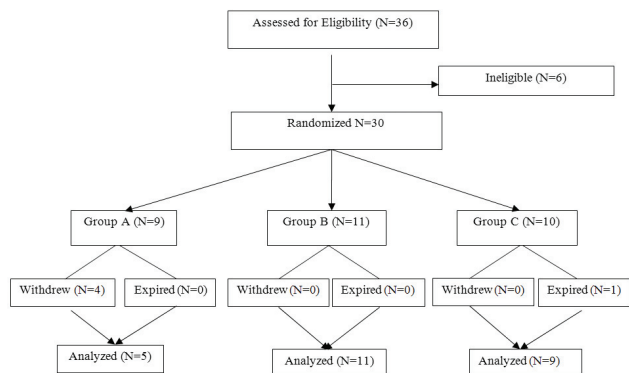 Assessed for Eligibility (N=36)
Ineligible (N=6)
Randomized N=30
Group A (N=9)
Group B (N=11)
Group C (N=10)
Withdrew (N=4)
Expired (N=0)
Withdrew (N=0)
Expired (N=0)
Withdrew (N=0)
Expired (N=1)
Analyzed (N=5)
Analyzed (N=11)
Analyzed (N=9)